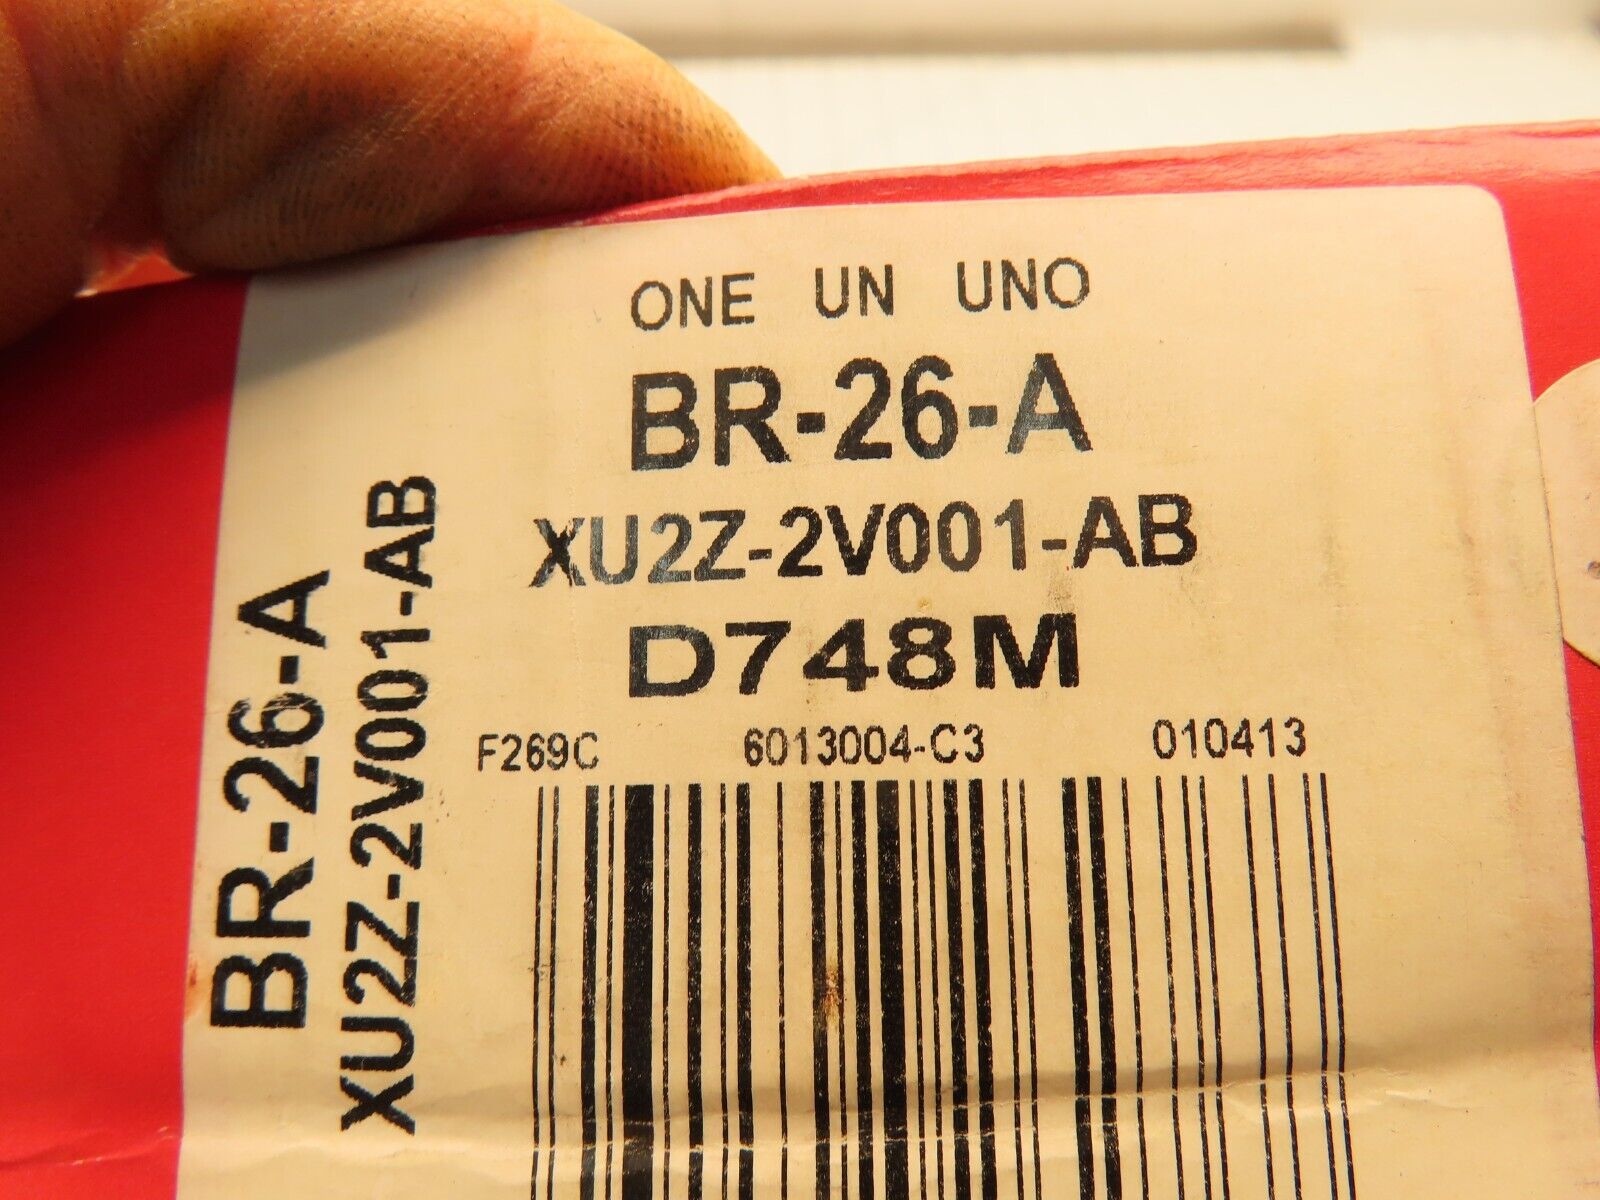 ONE UN UNO
BR-26-A
XU2Z-2V001-AB
D748M
F269C 6013004-C3 010413
BR-26-A
XU2Z-2V001-AB